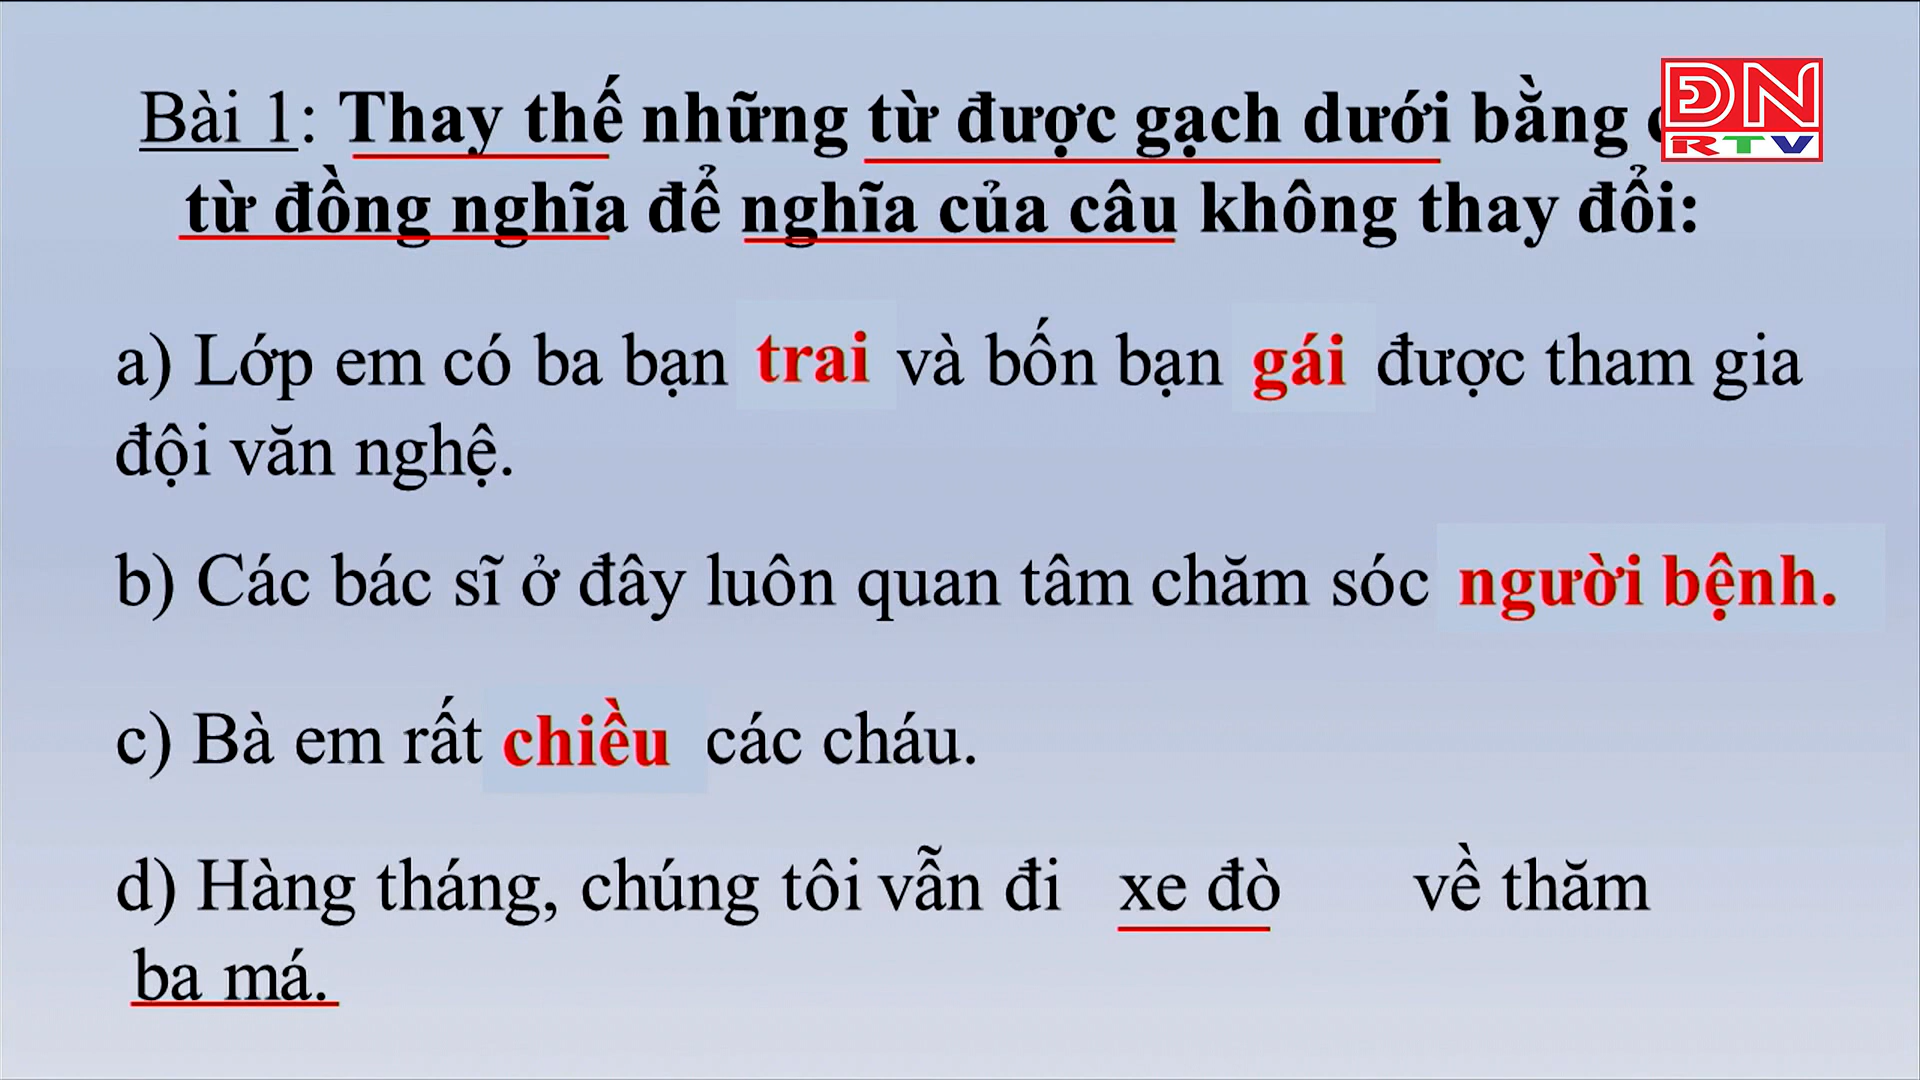 Bài 1: Thay thế những từ được gạch dưới bằng
từ đồng nghĩa để nghĩa của câu không thay đổi:
a) Lớp em có ba bạn trai và bốn bạn gái được tham gia
đội văn nghệ.
b) Các bác sĩ ở đây luôn quan tâm chăm sóc người bệnh.
c) Bà em rất chiều các cháu.
d) Hàng tháng, chúng tôi vẫn đi xe đò về thăm
ba má.
ĐN
RTV